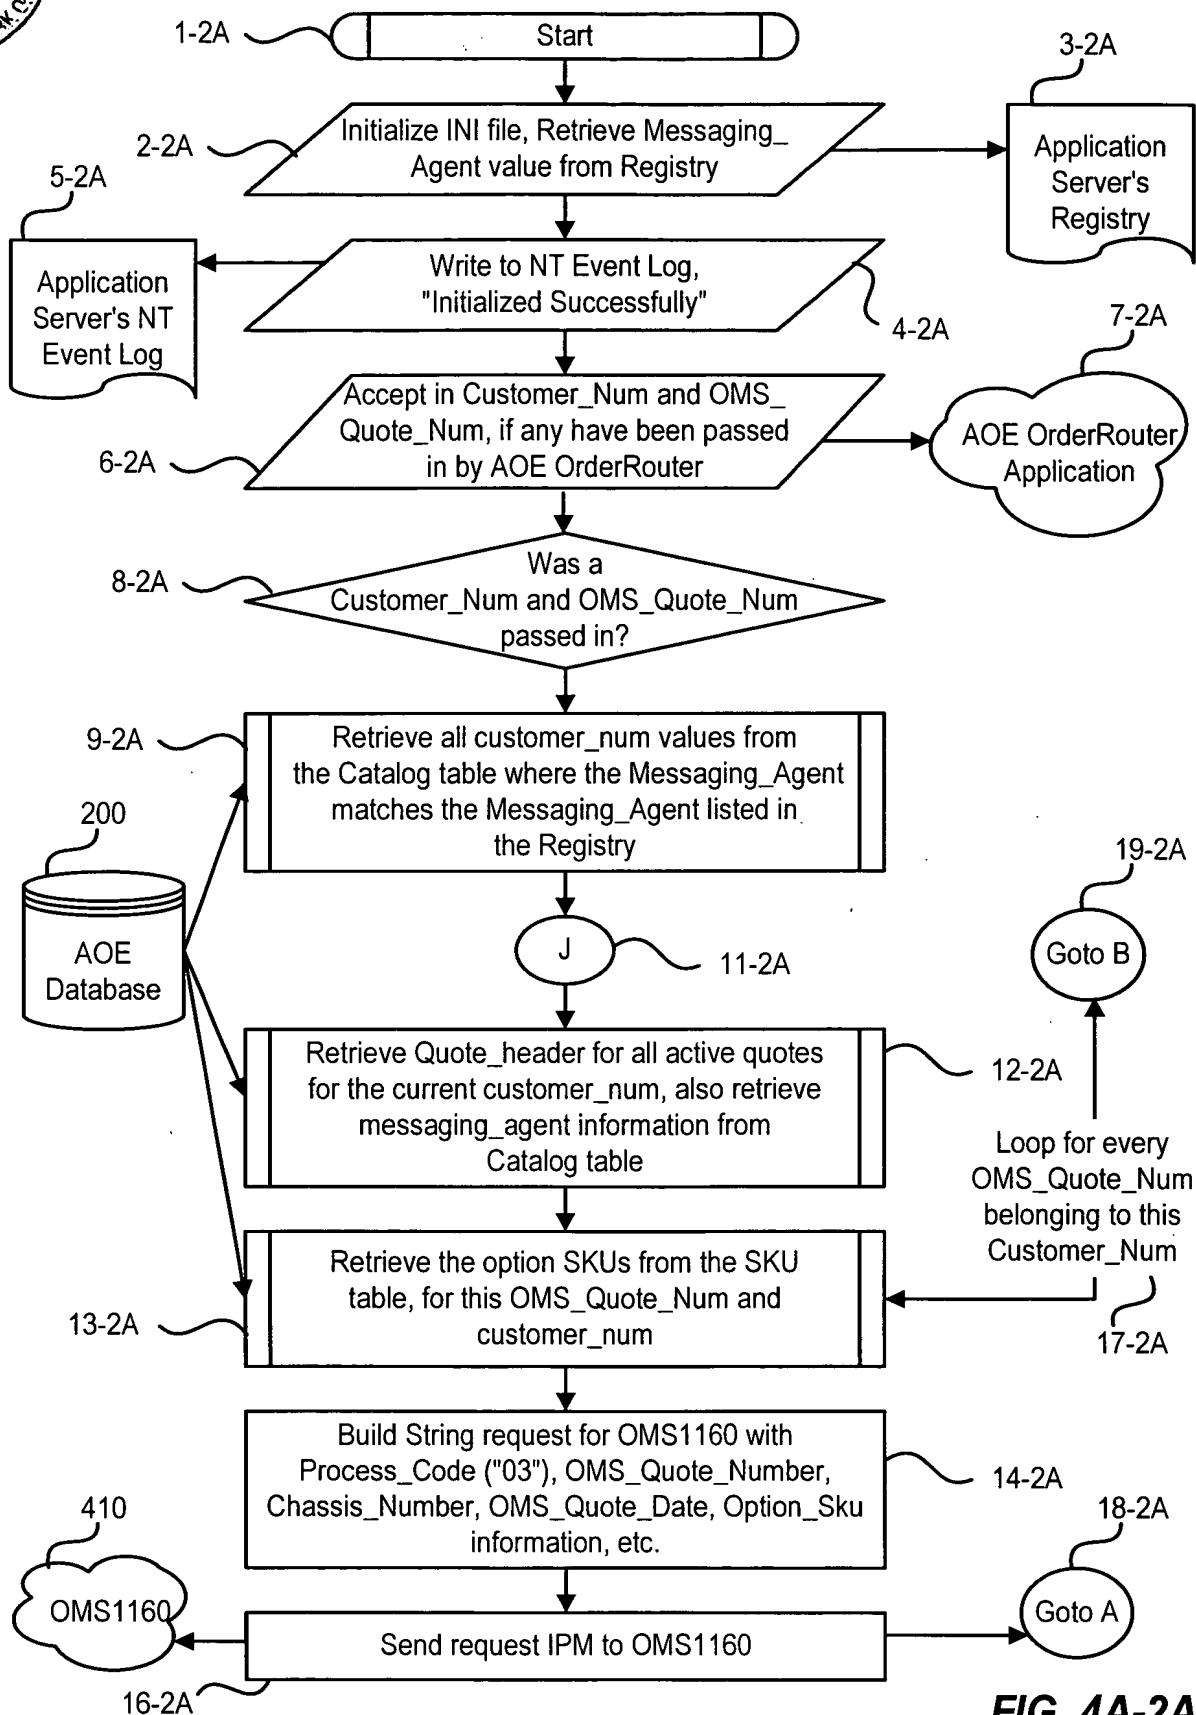 1-2A
Start
3-2A
2-2A
Initialize INI file, Retrieve Messaging_
Agent value from Registry
Application
Server's
Registry
5-2A
Application
Server's NT
Event Log
Write to NT Event Log,
"Initialized Successfully"
4-2A
7-2A
6-2A
Accept in Customer_Num and OMS_
Quote_Num, if any have been passed
in by AOE OrderRouter
AOE OrderRouter
Application
8-2A
Was a
Customer_Num and OMS_Quote_Num
passed in?
9-2A
Retrieve all customer_num values from
the Catalog table where the Messaging_Agent
matches the Messaging_Agent listed in
the Registry
200
AOE
Database
19-2A
Goto B
J
11-2A
Retrieve Quote_header for all active quotes
for the current customer_num, also retrieve
messaging_agent information from
Catalog table
12-2A
Loop for every
OMS_Quote_Num
belonging to this
Customer_Num
17-2A
13-2A
Retrieve the option SKUs from the SKU
table, for this OMS_Quote_Num and
customer_num
Build String request for OMS1160 with
Process_Code ("03"), OMS_Quote_Number,
Chassis_Number, OMS_Quote_Date, Option_Sku
information, etc.
14-2A
410
OMS1160
18-2A
Goto A
Send request IPM to OMS1160
16-2A
FIG. 4A-2A